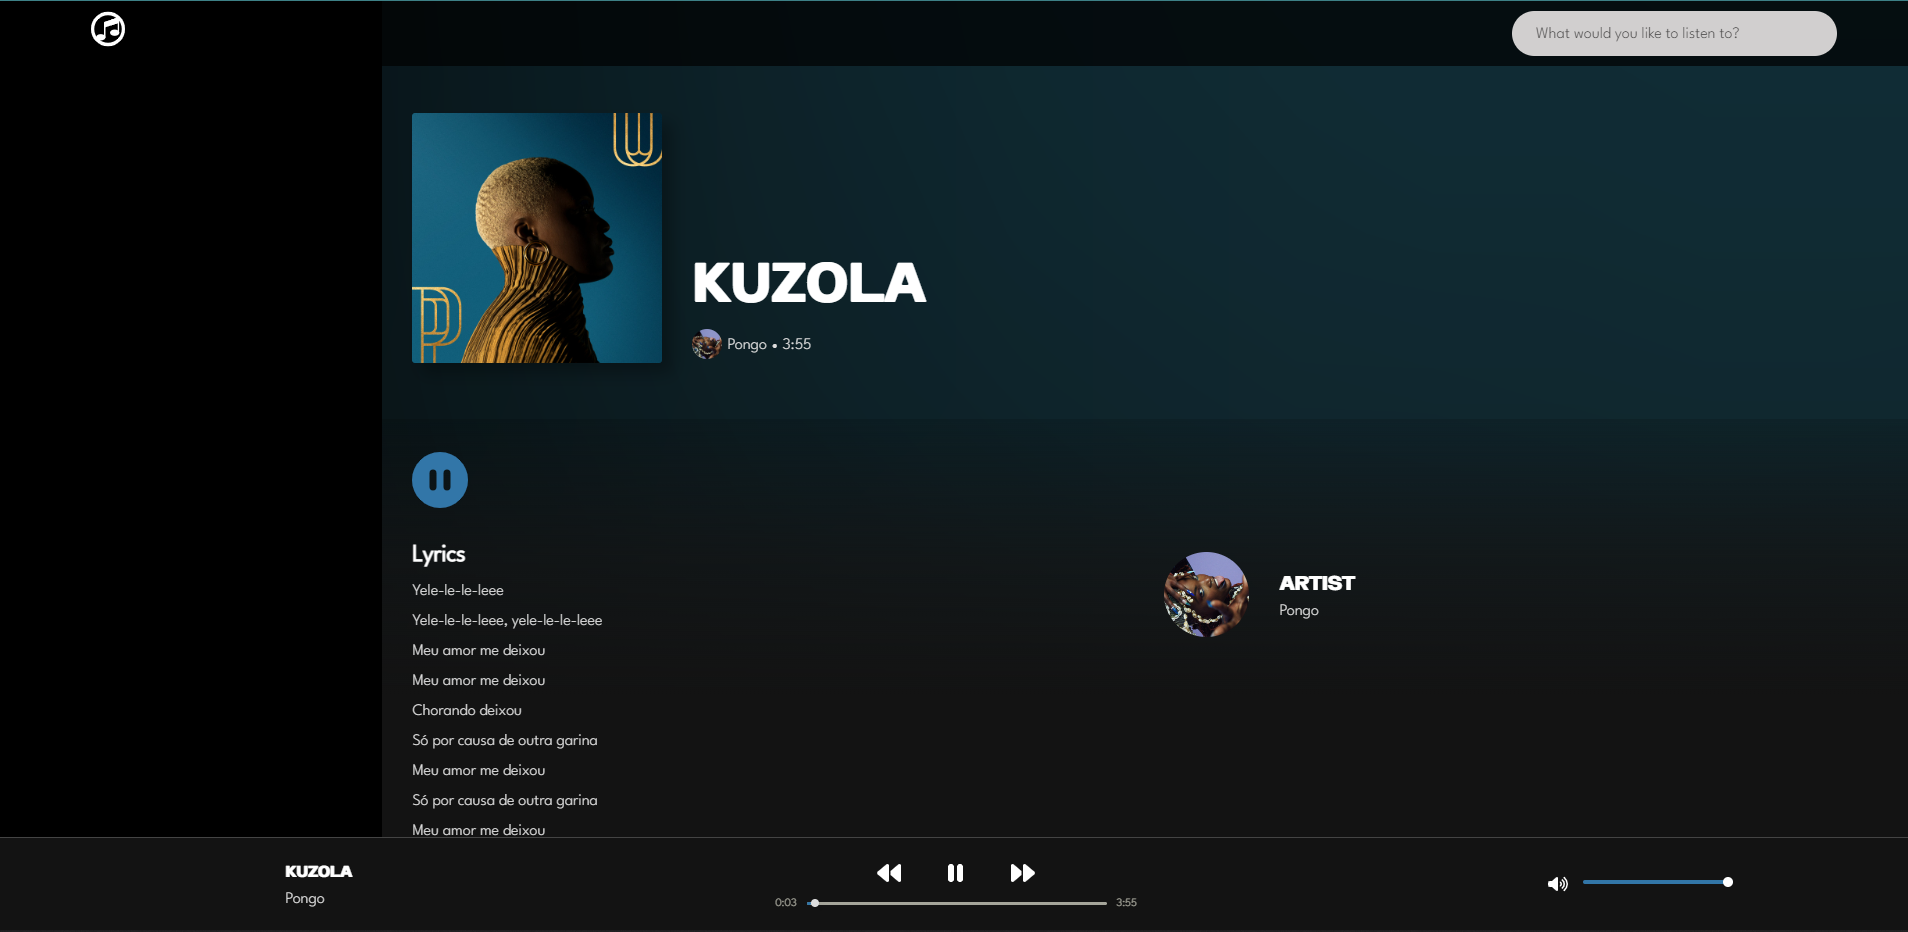 What would you like to listen to?
KUZOLA
Pongo • 3:55
Lyrics
Yele-le-le-leee
Yele-le-le-leee, yele-le-le-leee
Meu amor me deixou
Meu amor me deixou
Chorando deixou
Só por causa de outra garina
Meu amor me deixou
Só por causa de outra garina
Meu amor me deixou
ARTIST
Pongo
KUZOLA
Pongo
0:03
3:55